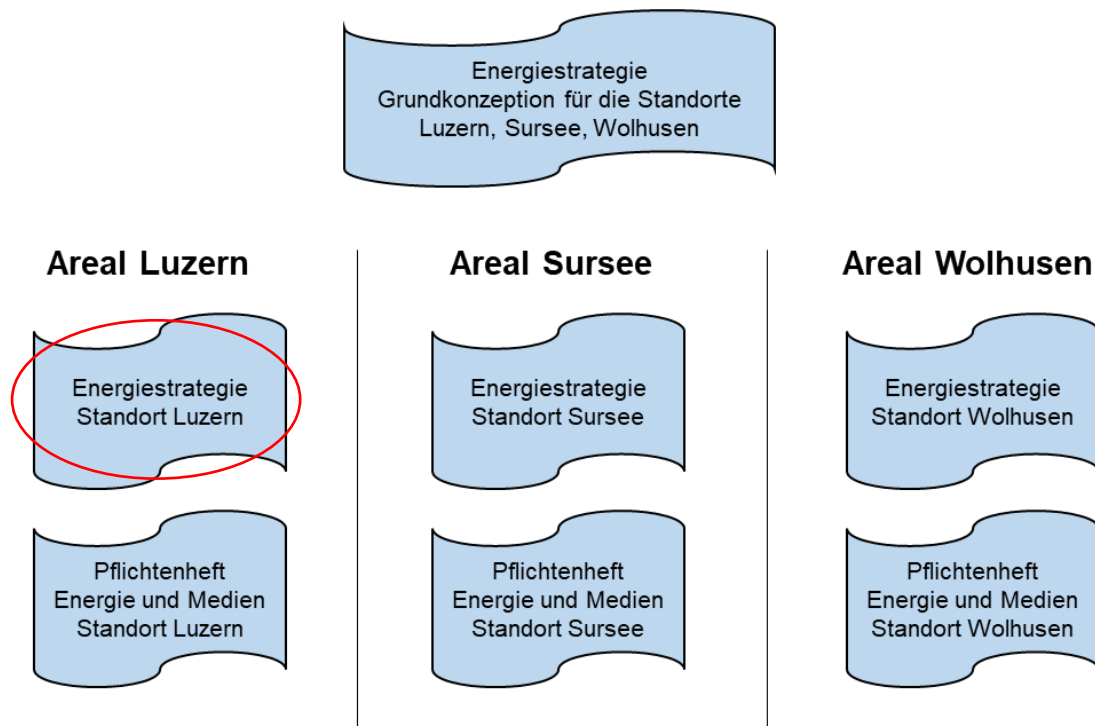 Energiestrategie
Grundkonzeption für die Standorte
Luzern, Sursee, Wolhusen
Areal Luzern
Energiestrategie
Standort Luzern
Pflichtenheft
Energie und Medien
Standort Luzern
Areal Sursee
Energiestrategie
Standort Sursee
Pflichtenheft
Energie und Medien
Standort Sursee
Areal Wolhusen
Energiestrategie
Standort Wolhusen
Pflichtenheft
Energie und Medien
Standort Wolhusen